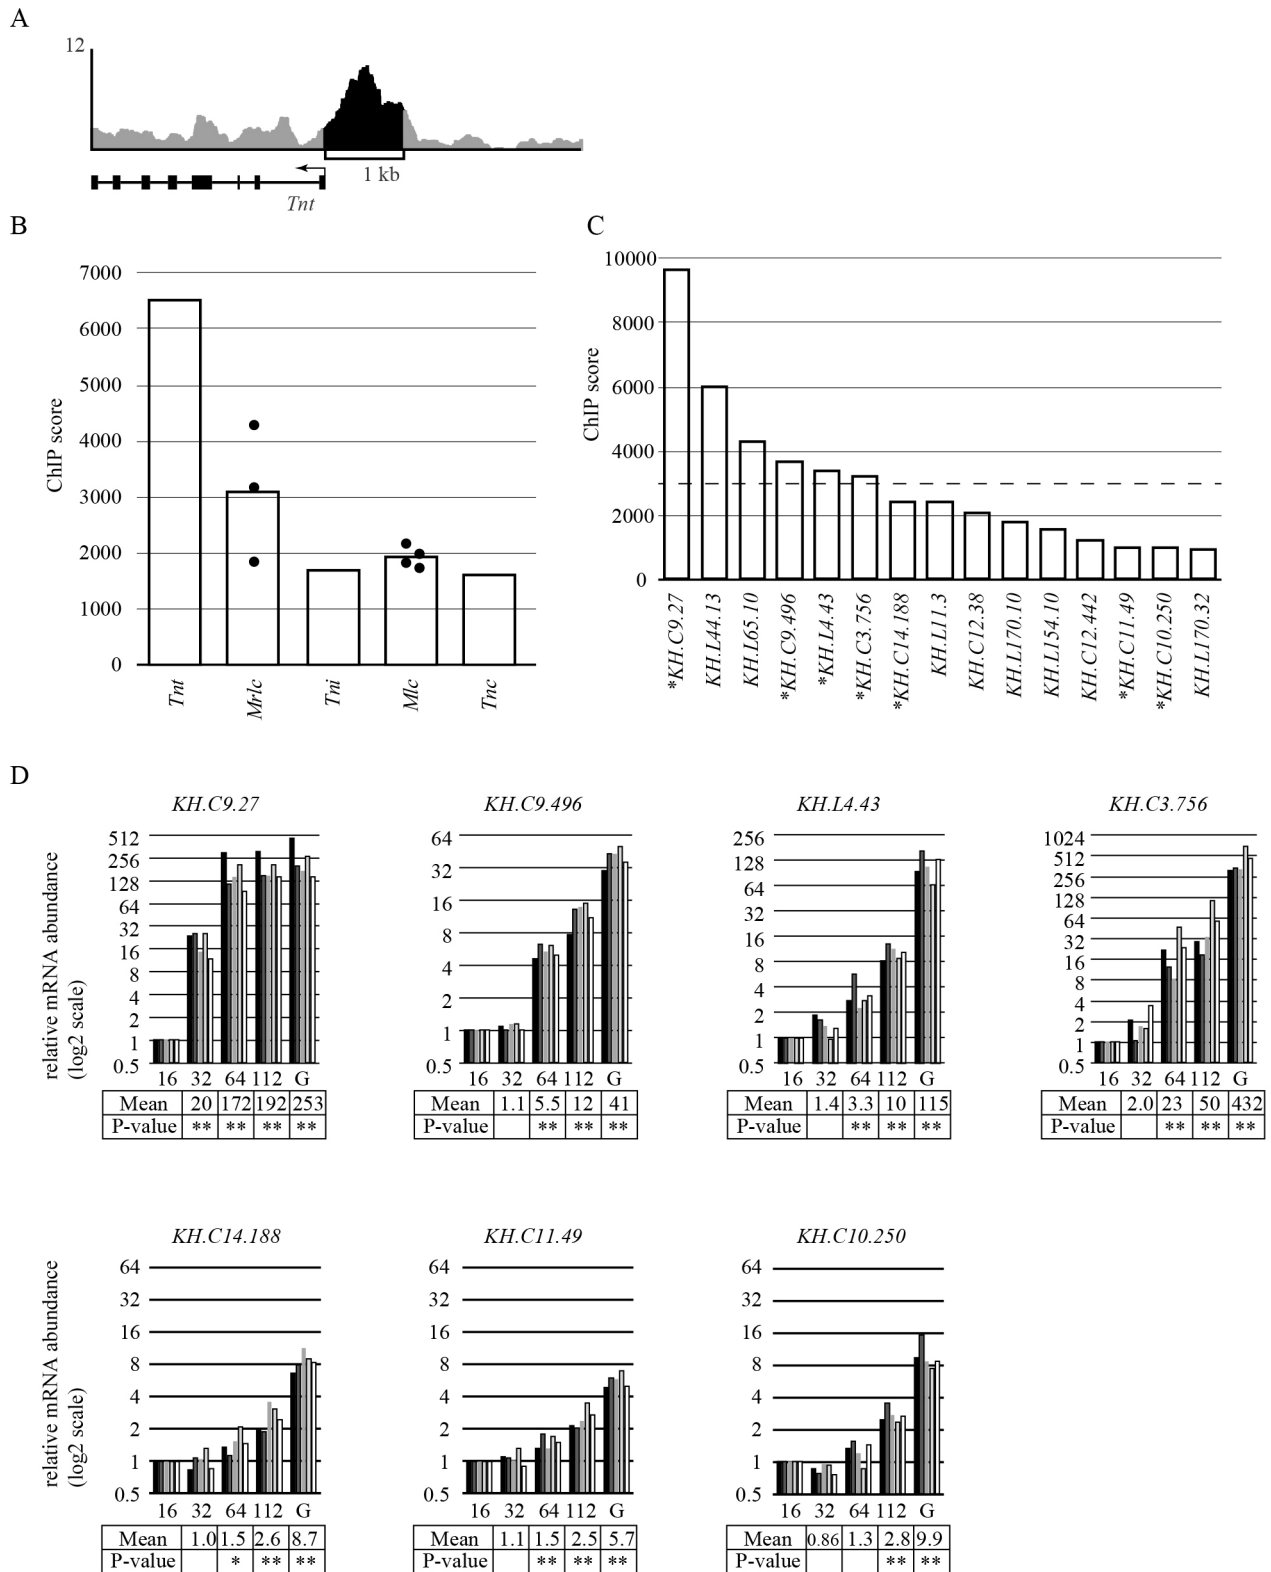 A
12
1 kb
Tnt
B
C
ChIP score
7000
6000
5000
4000
3000
2000
1000
0
Tnt
Mrlc
Tni
Mlc
Tnc
ChIP score
10000
8000
6000
4000
2000
0
*KH.C9.27
KH.L44.13
KH.L65.10
*KH.C9.496
*KH.L4.43
*KH.C3.756
*KH.C14.188
KH.L11.3
KH.C12.38
KH.L170.10
KH.L154.10
KH.C12.442
*KH.C11.49
*KH.C10.250
KH.L170.32
D
relative mRNA abundance
(log2 scale)
KH.C9.27
512
256
128
64
32
16
8
4
2
1
0.5
16 32 64 112 G
Mean 20 172 192 253
P-value ** ** ** **
KH.C9.496
64
32
16
8
4
2
1
0.5
16 32 64 112 G
Mean 1.1 5.5 12 41
P-value ** ** **
KH.L4.43
256
128
64
32
16
8
4
2
1
0.5
16 32 64 112 G
Mean 1.4 3.3 10 115
P-value ** ** **
KH.C3.756
1024
512
256
128
64
32
16
8
4
2
1
0.5
16 32 64 112 G
Mean 2.0 23 50 432
P-value ** ** **
relative mRNA abundance
(log2 scale)
KH.C14.188
64
32
16
8
4
2
1
0.5
16 32 64 112 G
Mean 1.0 1.5 2.6 8.7
P-value * ** **
KH.C11.49
64
32
16
8
4
2
1
0.5
16 32 64 112 G
Mean 1.1 1.5 2.5 5.7
P-value ** ** **
KH.C10.250
64
32
16
8
4
2
1
0.5
16 32 64 112 G
Mean 0.86 1.3 2.8 9.9
P-value ** **